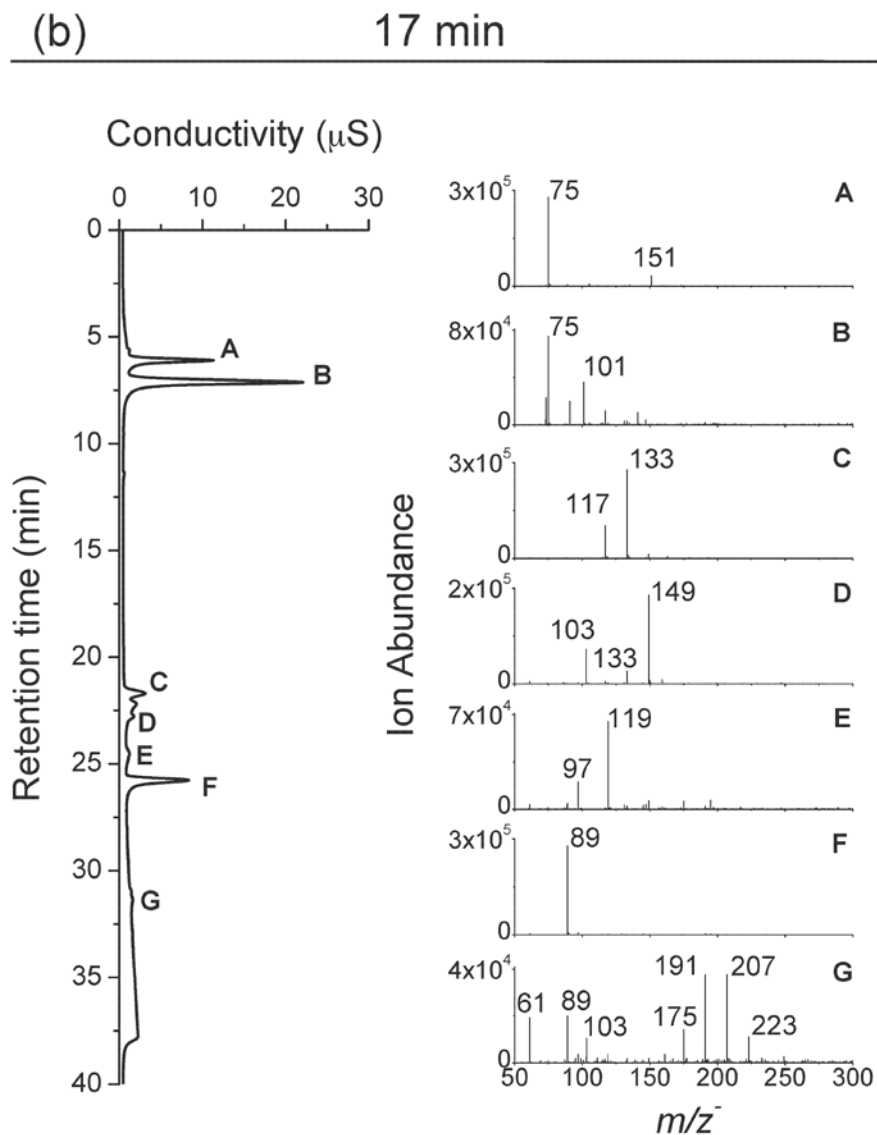 (b) 17 min
Conductivity (μS)
0 10 20 30
Retention time (min)
0
5
10
15
20
25
30
35
40
A
B
C
D
E
F
G
Ion Abundance
3x10⁵
0
75
151
A
8x10⁴
0
75
101
B
3x10⁵
0
117
133
C
2x10⁵
0
103
133
149
D
7x10⁴
0
97
119
E
3x10⁵
0
89
F
4x10⁴
0
61
89
103
175
191
207
223
G
50 100 150 200 250 300
m/z⁻